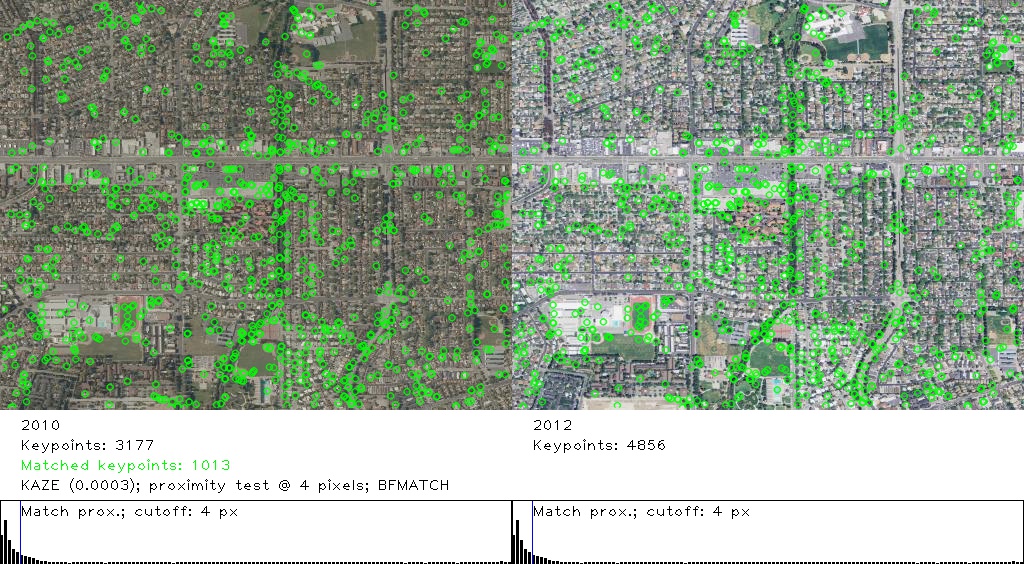 2010
Keypoints: 3177
Matched keypoints: 1013
KAZE (0.0003); proximity test @ 4 pixels; BFMATCH
2012
Keypoints: 4856
Match prox.; cutoff: 4 px
Match prox.; cutoff: 4 px